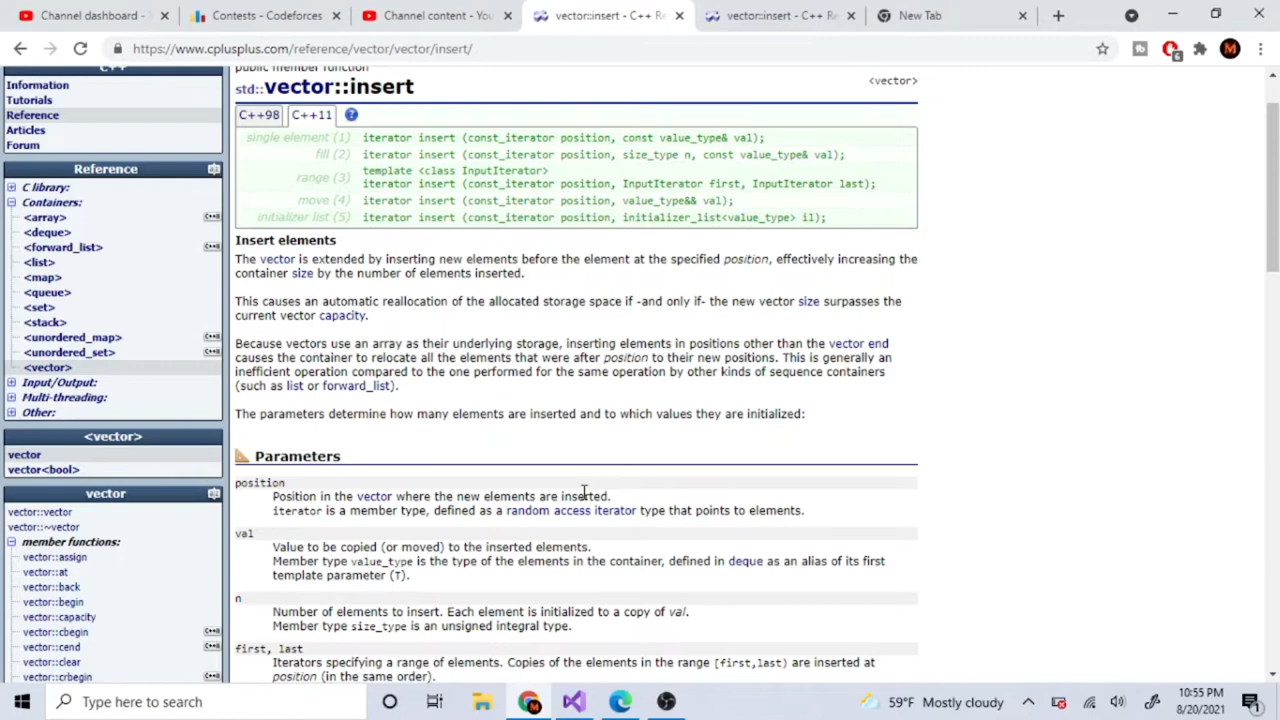 Channel dashboard - Contests - Codeforces Channel content - You vector::insert - C++ Re vector::insert - C++ Re New Tab
https://www.cplusplus.com/reference/vector/vector/insert/
M
6
C++
Information
Tutorials
Reference
Articles
Forum
Reference
C library:
Containers:
<array>
<deque>
<forward_list>
<list>
<map>
<queue>
<set>
<stack>
<unordered_map>
<unordered_set>
<vector>
Input/Output:
Multi-threading:
Other:
<vector>
vector
vector<bool>
vector
vector::vector
vector::~vector
member functions:
vector::assign
vector::at
vector::back
vector::begin
vector::capacity
vector::cbegin
vector::cend
vector::clear
vector::crbegin
public member function
std::vector::insert
<vector>
C++98 C++11 ?
single element (1) iterator insert (const_iterator position, const value_type& val);
fill (2) iterator insert (const_iterator position, size_type n, const value_type& val);
template <class InputIterator>
range (3) iterator insert (const_iterator position, InputIterator first, InputIterator last);
move (4) iterator insert (const_iterator position, value_type&& val);
initializer list (5) iterator insert (const_iterator position, initializer_list<value_type> il);
Insert elements
The vector is extended by inserting new elements before the element at the specified position, effectively increasing the
container size by the number of elements inserted.
This causes an automatic reallocation of the allocated storage space if -and only if- the new vector size surpasses the
current vector capacity.
Because vectors use an array as their underlying storage, inserting elements in positions other than the vector end
causes the container to relocate all the elements that were after position to their new positions. This is generally an
inefficient operation compared to the one performed for the same operation by other kinds of sequence containers
(such as list or forward_list).
The parameters determine how many elements are inserted and to which values they are initialized:
Parameters
position
Position in the vector where the new elements are inserted.
iterator is a member type, defined as a random access iterator type that points to elements.
val
Value to be copied (or moved) to the inserted elements.
Member type value_type is the type of the elements in the container, defined in deque as an alias of its first
template parameter (T).
n
Number of elements to insert. Each element is initialized to a copy of val.
Member type size_type is an unsigned integral type.
first, last
Iterators specifying a range of elements. Copies of the elements in the range [first,last) are inserted at
position (in the same order).
Type here to search
59°F Mostly cloudy
10:55 PM
8/20/2021